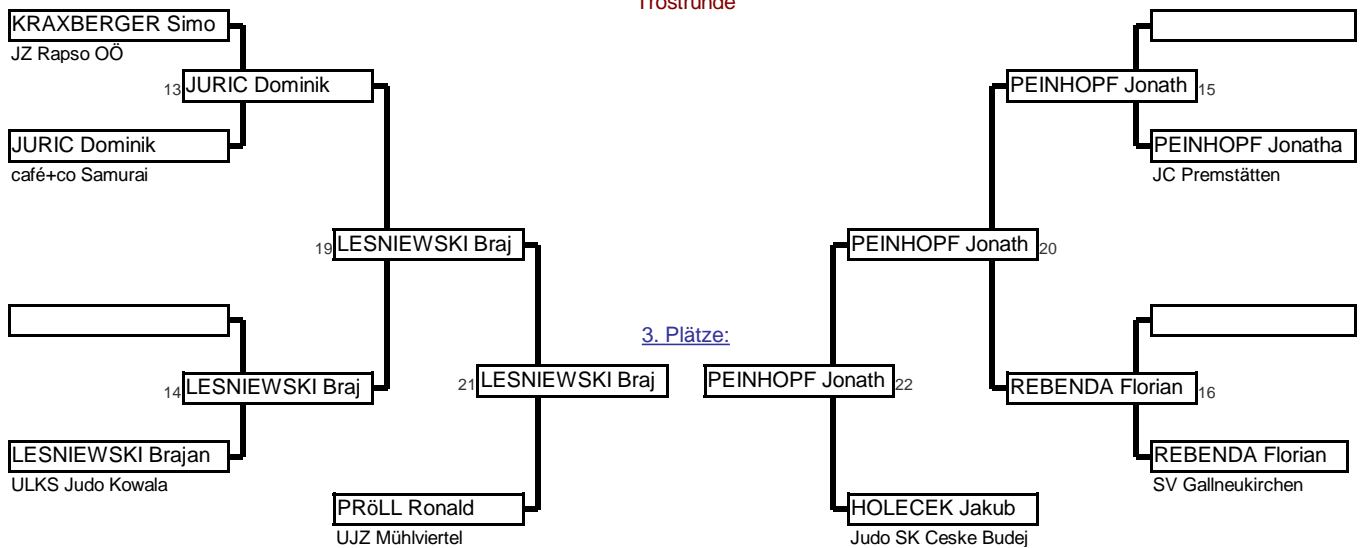 Trostrunde
KRAXBERGER Simo
JZ Rapso OÖ
13 JURIC Dominik
JURIC Dominik
café+co Samurai
19 LESNIEWSKI Braj
14 LESNIEWSKI Braj
LESNIEWSKI Brajan
ULKS Judo Kowala
21 LESNIEWSKI Braj
PRöLL Ronald
UJZ Mühlviertel
3. Plätze:
PEINHOPF Jonath 15
PEINHOPF Jonatha
JC Premstätten
PEINHOPF Jonath 20
PEINHOPF Jonath 22
REBENDA Florian 16
REBENDA Florian
SV Gallneukirchen
HOLECEK Jakub
Judo SK Ceske Budej